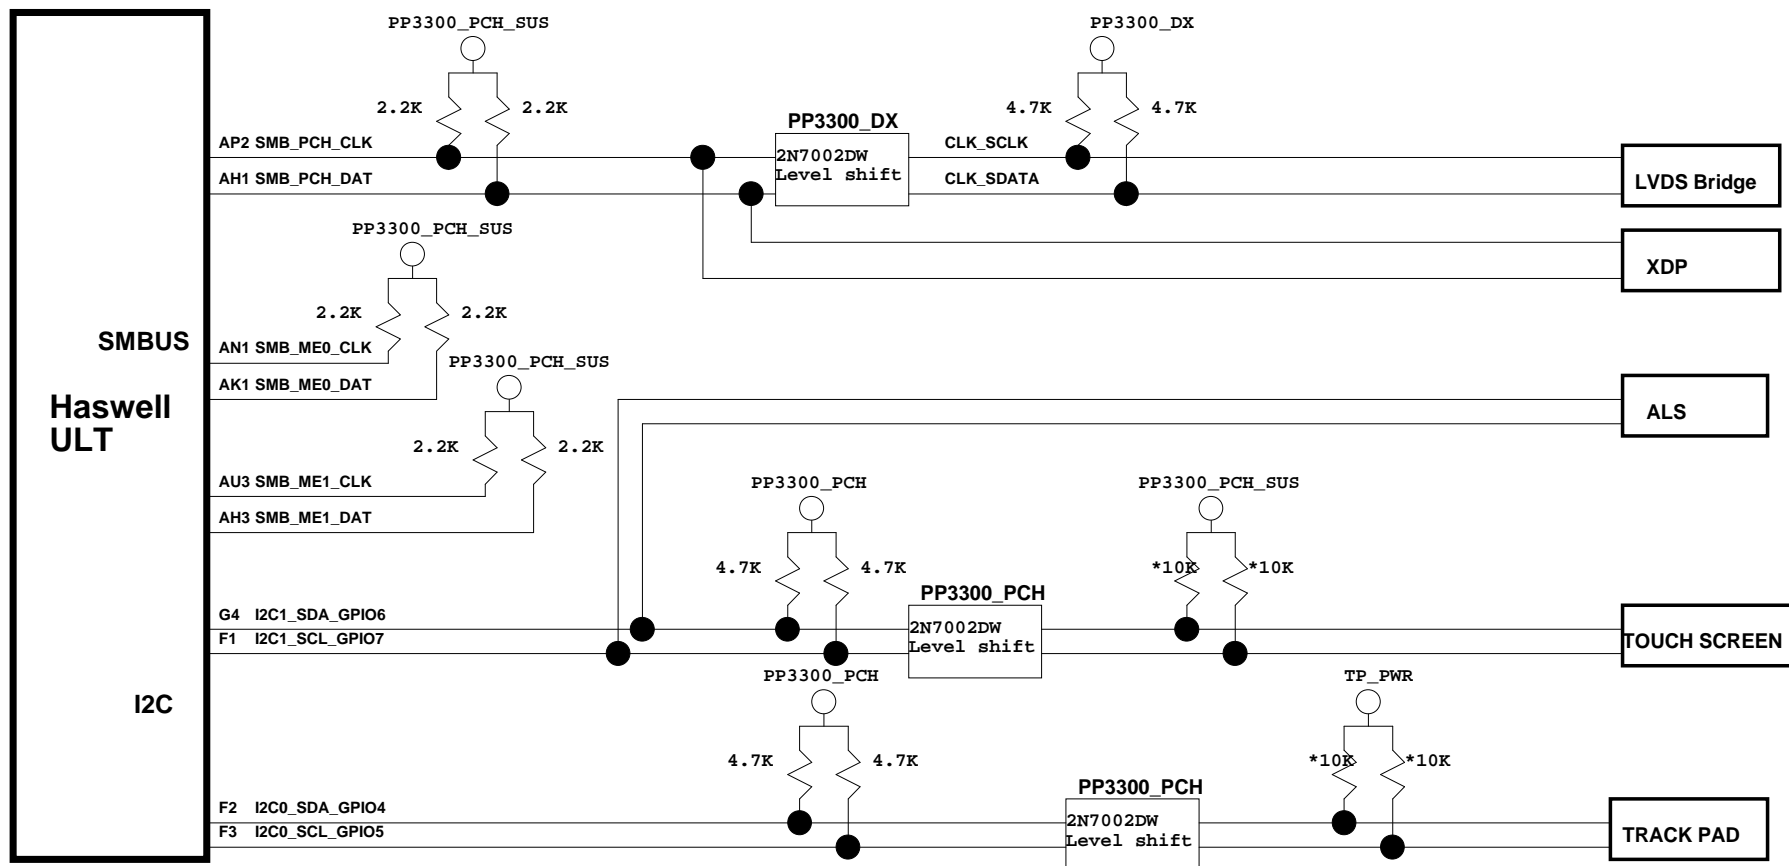 PP3300_PCH_SUS
PP3300_DX
2.2K
2.2K
4.7K
4.7K
PP3300_DX
AP2 SMB_PCH_CLK
2N7002DW
Level shift
CLK_SCLK
AH1 SMB_PCH_DAT
CLK_SDATA
LVDS Bridge
PP3300_PCH_SUS
XDP
2.2K
2.2K
SMBUS
AN1 SMB_ME0_CLK
PP3300_PCH_SUS
AK1 SMB_ME0_DAT
Haswell
ULT
ALS
2.2K
2.2K
AU3 SMB_ME1_CLK
PP3300_PCH
PP3300_PCH_SUS
AH3 SMB_ME1_DAT
4.7K
4.7K
*10K
*10K
PP3300_PCH
G4 I2C1_SDA_GPIO6
2N7002DW
Level shift
F1 I2C1_SCL_GPIO7
TOUCH SCREEN
PP3300_PCH
TP_PWR
I2C
4.7K
4.7K
*10K
*10K
PP3300_PCH
F2 I2C0_SDA_GPIO4
2N7002DW
Level shift
F3 I2C0_SCL_GPIO5
TRACK PAD